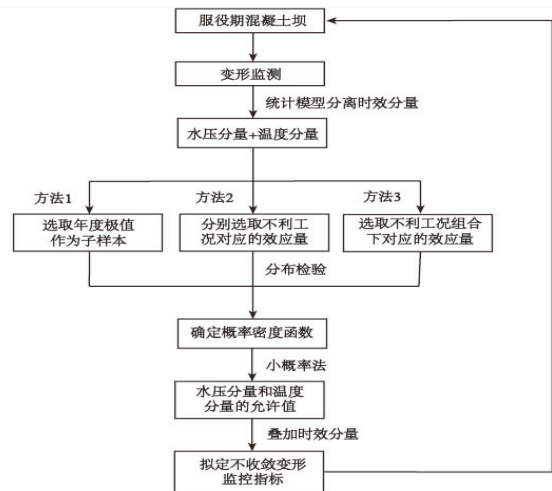 服役期混凝土坝
变形监测
统计模型分离时效分量
水压分量+温度分量
方法1
方法2
方法3
选取年度极值
作为子样本
分别选取不利工
况对应的效应量
选取不利工况组合
下对应的效应量
分布检验
确定概率密度函数
小概率法
水压分量和温度
分量的允许值
叠加时效分量
拟定不收敛变形
监控指标